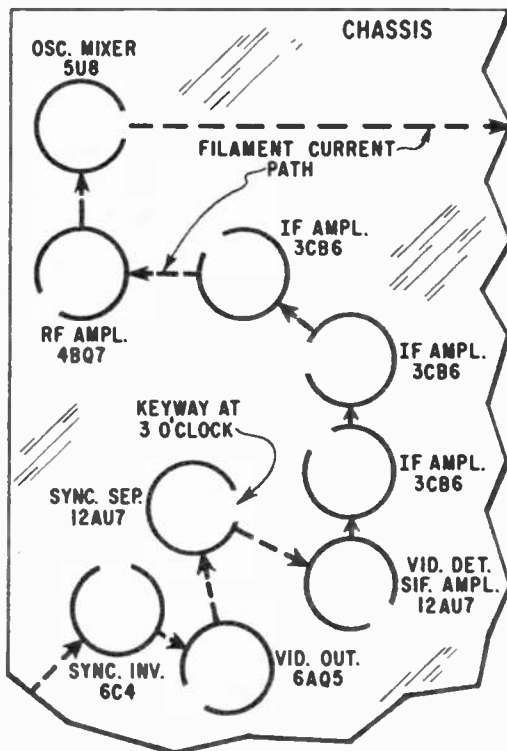 CHASSIS
OSC. MIXER
5U8
FILAMENT CURRENT
PATH
IF AMPL.
3CB6
RF AMPL.
4BQ7
IF AMPL.
3CB6
KEYWAY AT
3 O'CLOCK
IF AMPL.
3CB6
SYNC. SEP.
12AU7
VID. DET.
SIF. AMPL.
12AU7
SYNC. INV.
6C4
VID. OUT.
6AQ5